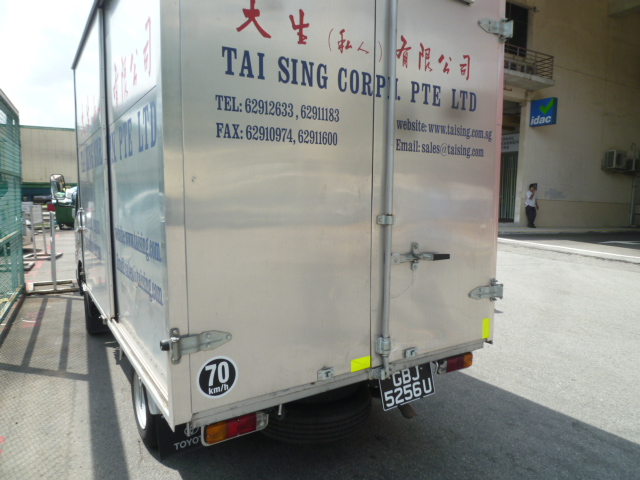 大生(私人)有限公司
TAI SING CORP'N. PTE LTD
TEL: 62912633, 62911183
FAX: 62910974, 62911600
website: www.taising.com.sg
Email: sales@taising.com
idac
70
km/h
GBJ
5256U
TOYO